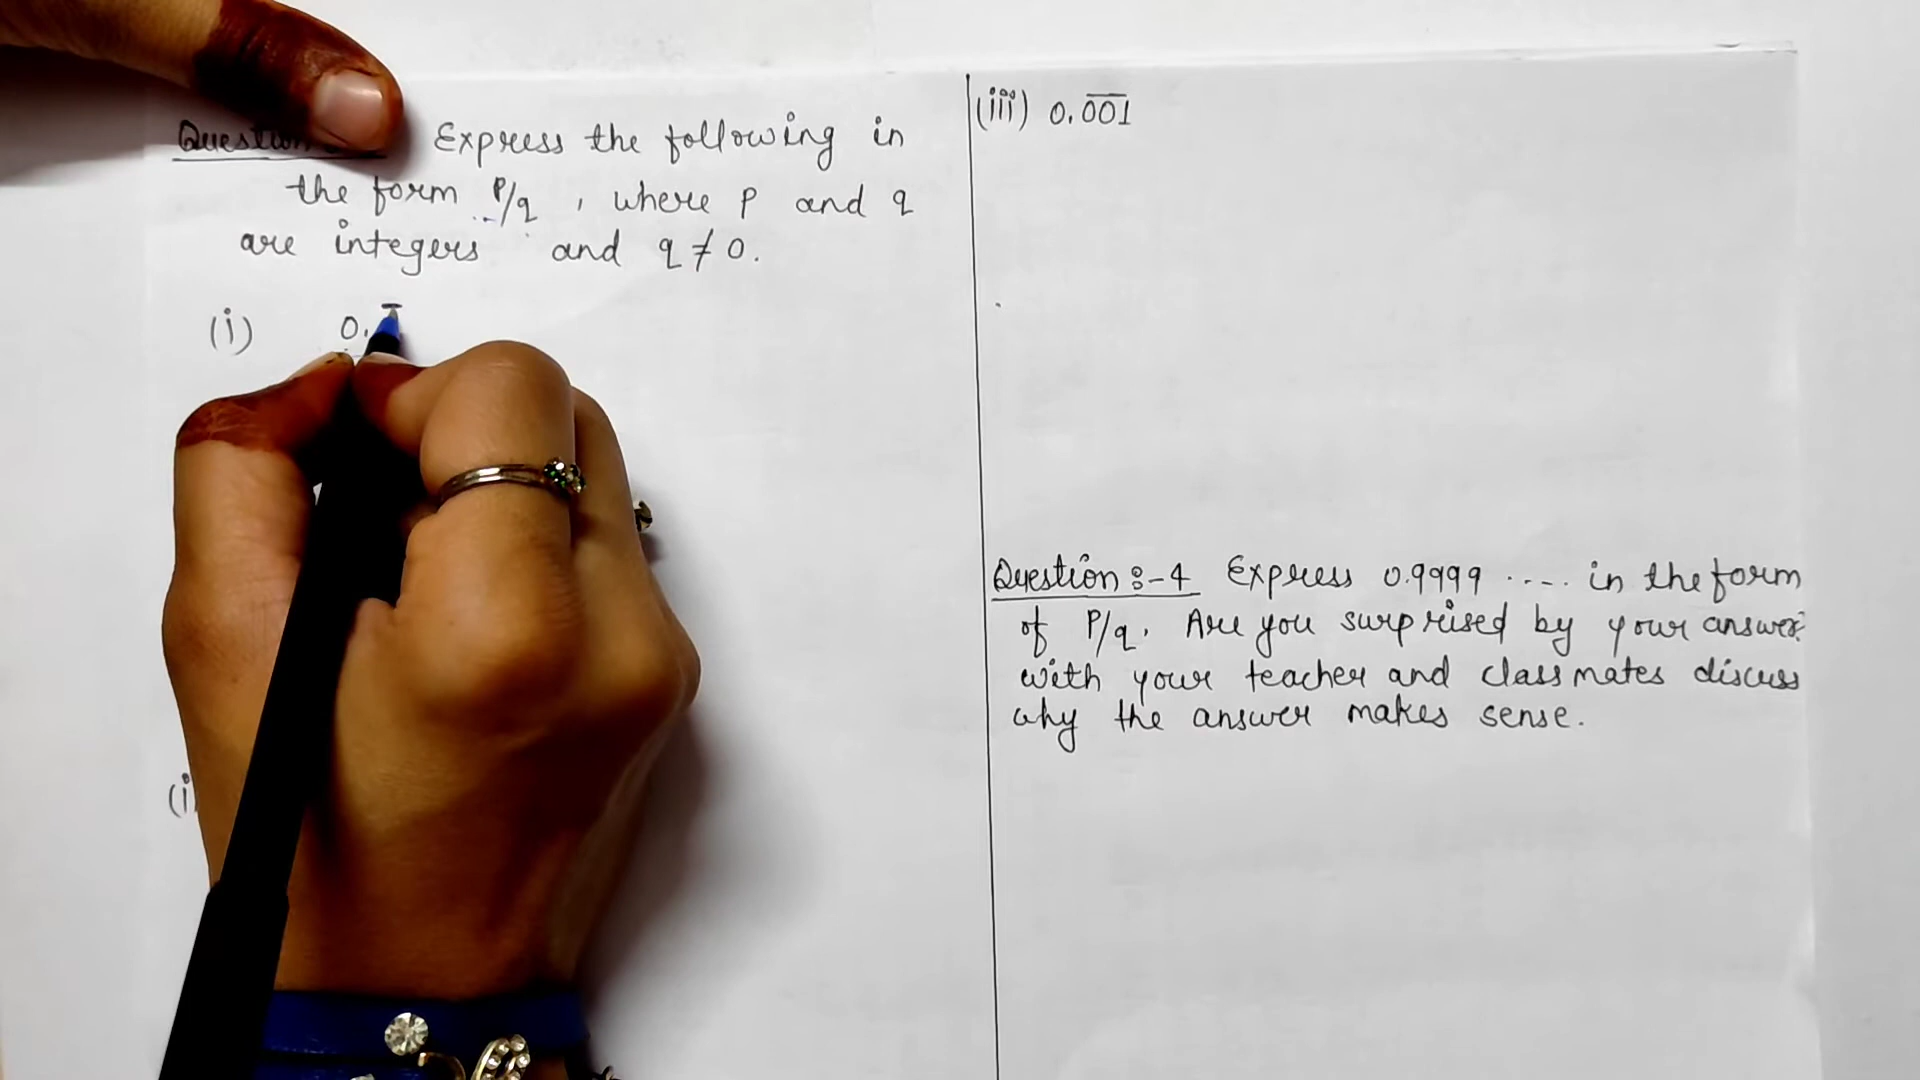 Question Express the following in
the form P/q , where p and q
are integers and q ≠ 0.
(i) 0.
(i
(iii) 0.\overline{001}
Question :-4 Express 0.9999 ..... in the form
of P/q. Are you surprised by your answer?
with your teacher and classmates discuss
why the answer makes sense.